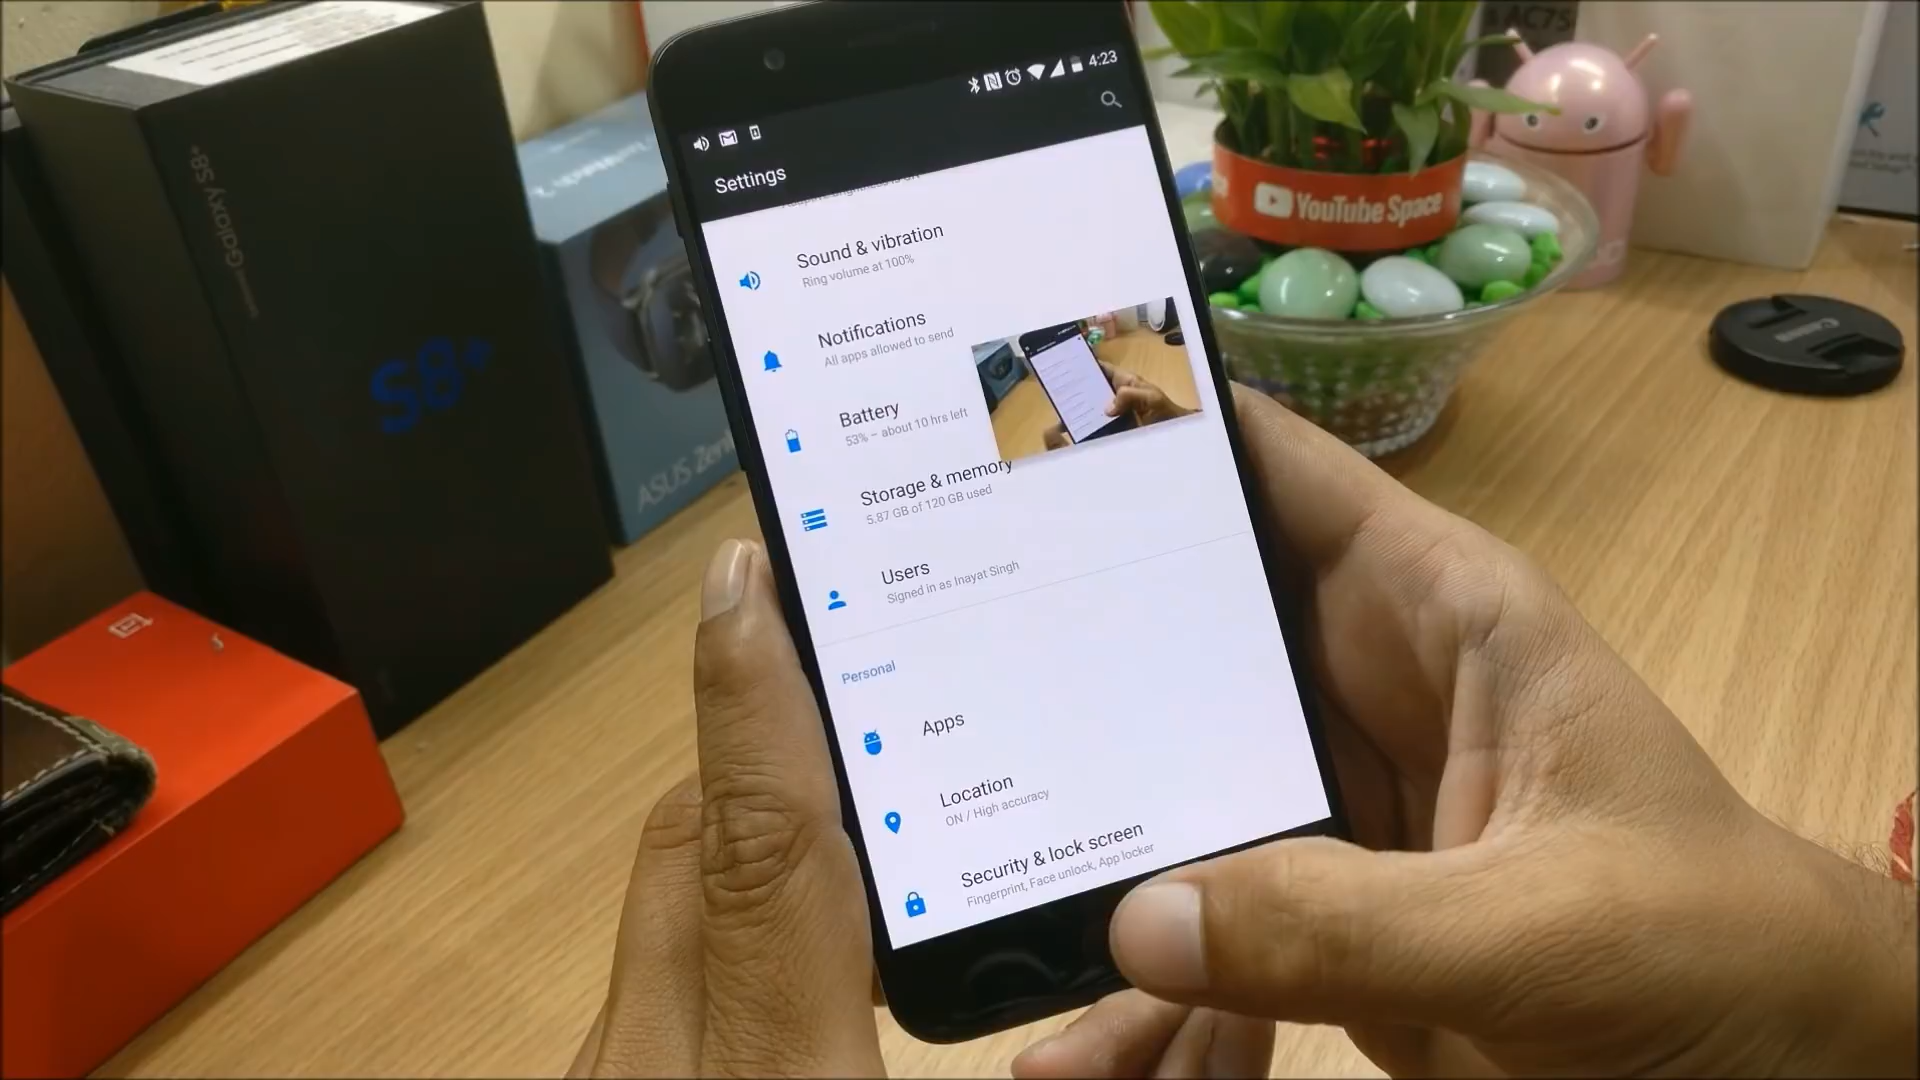 4:23
Settings
Sound & vibration
Ring volume at 100%
Notifications
All apps allowed to send
Battery
53% – about 10 hrs left
Storage & memory
5.87 GB of 120 GB used
Users
Signed in as Inayat Singh
Personal
Apps
Location
ON / High accuracy
Security & lock screen
Fingerprint, Face unlock, App locker
Galaxy S8+
S8+
ASUS Zen
YouTube Space
AC75
Canon